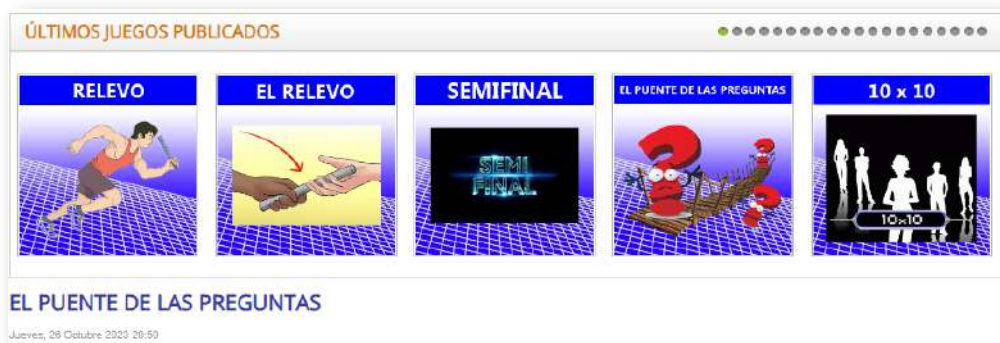 ÚLTIMOS JUEGOS PUBLICADOS
RELEVO
EL RELEVO
SEMIFINAL
EL PUENTE DE LAS PREGUNTAS
10 x 10
SEMI
FINAL
10x10
EL PUENTE DE LAS PREGUNTAS
Jueves, 26 Octubre 2023 20:50